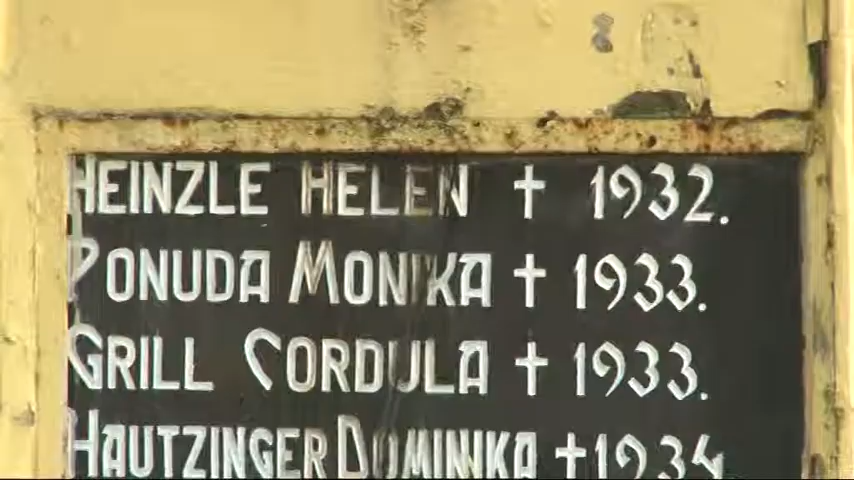 HEINZLE HELEN † 1932.
PONUDA MONIKA † 1933.
GRILL CORDULA † 1933.
HAUTZINGER DOMINIKA † 1934